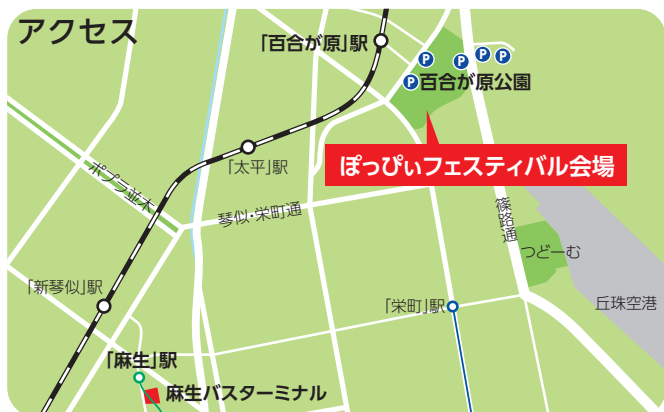 アクセス
「百合が原」駅
P
P
P
P
P
百合が原公園
「太平」駅
ぽっぴぃフェスティバル会場
ポプラ並木
琴似・栄町通
篠路通
つどーむ
「新琴似」駅
「栄町」駅
丘珠空港
「麻生」駅
麻生バスターミナル